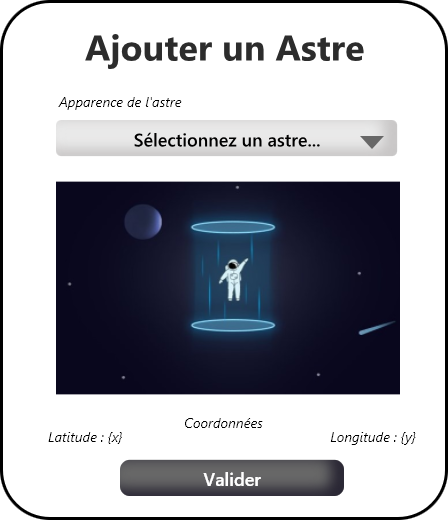 Ajouter un Astre
Apparence de l'astre
Sélectionnez un astre...
Coordonnées
Latitude : {x}
Longitude : {y}
Valider